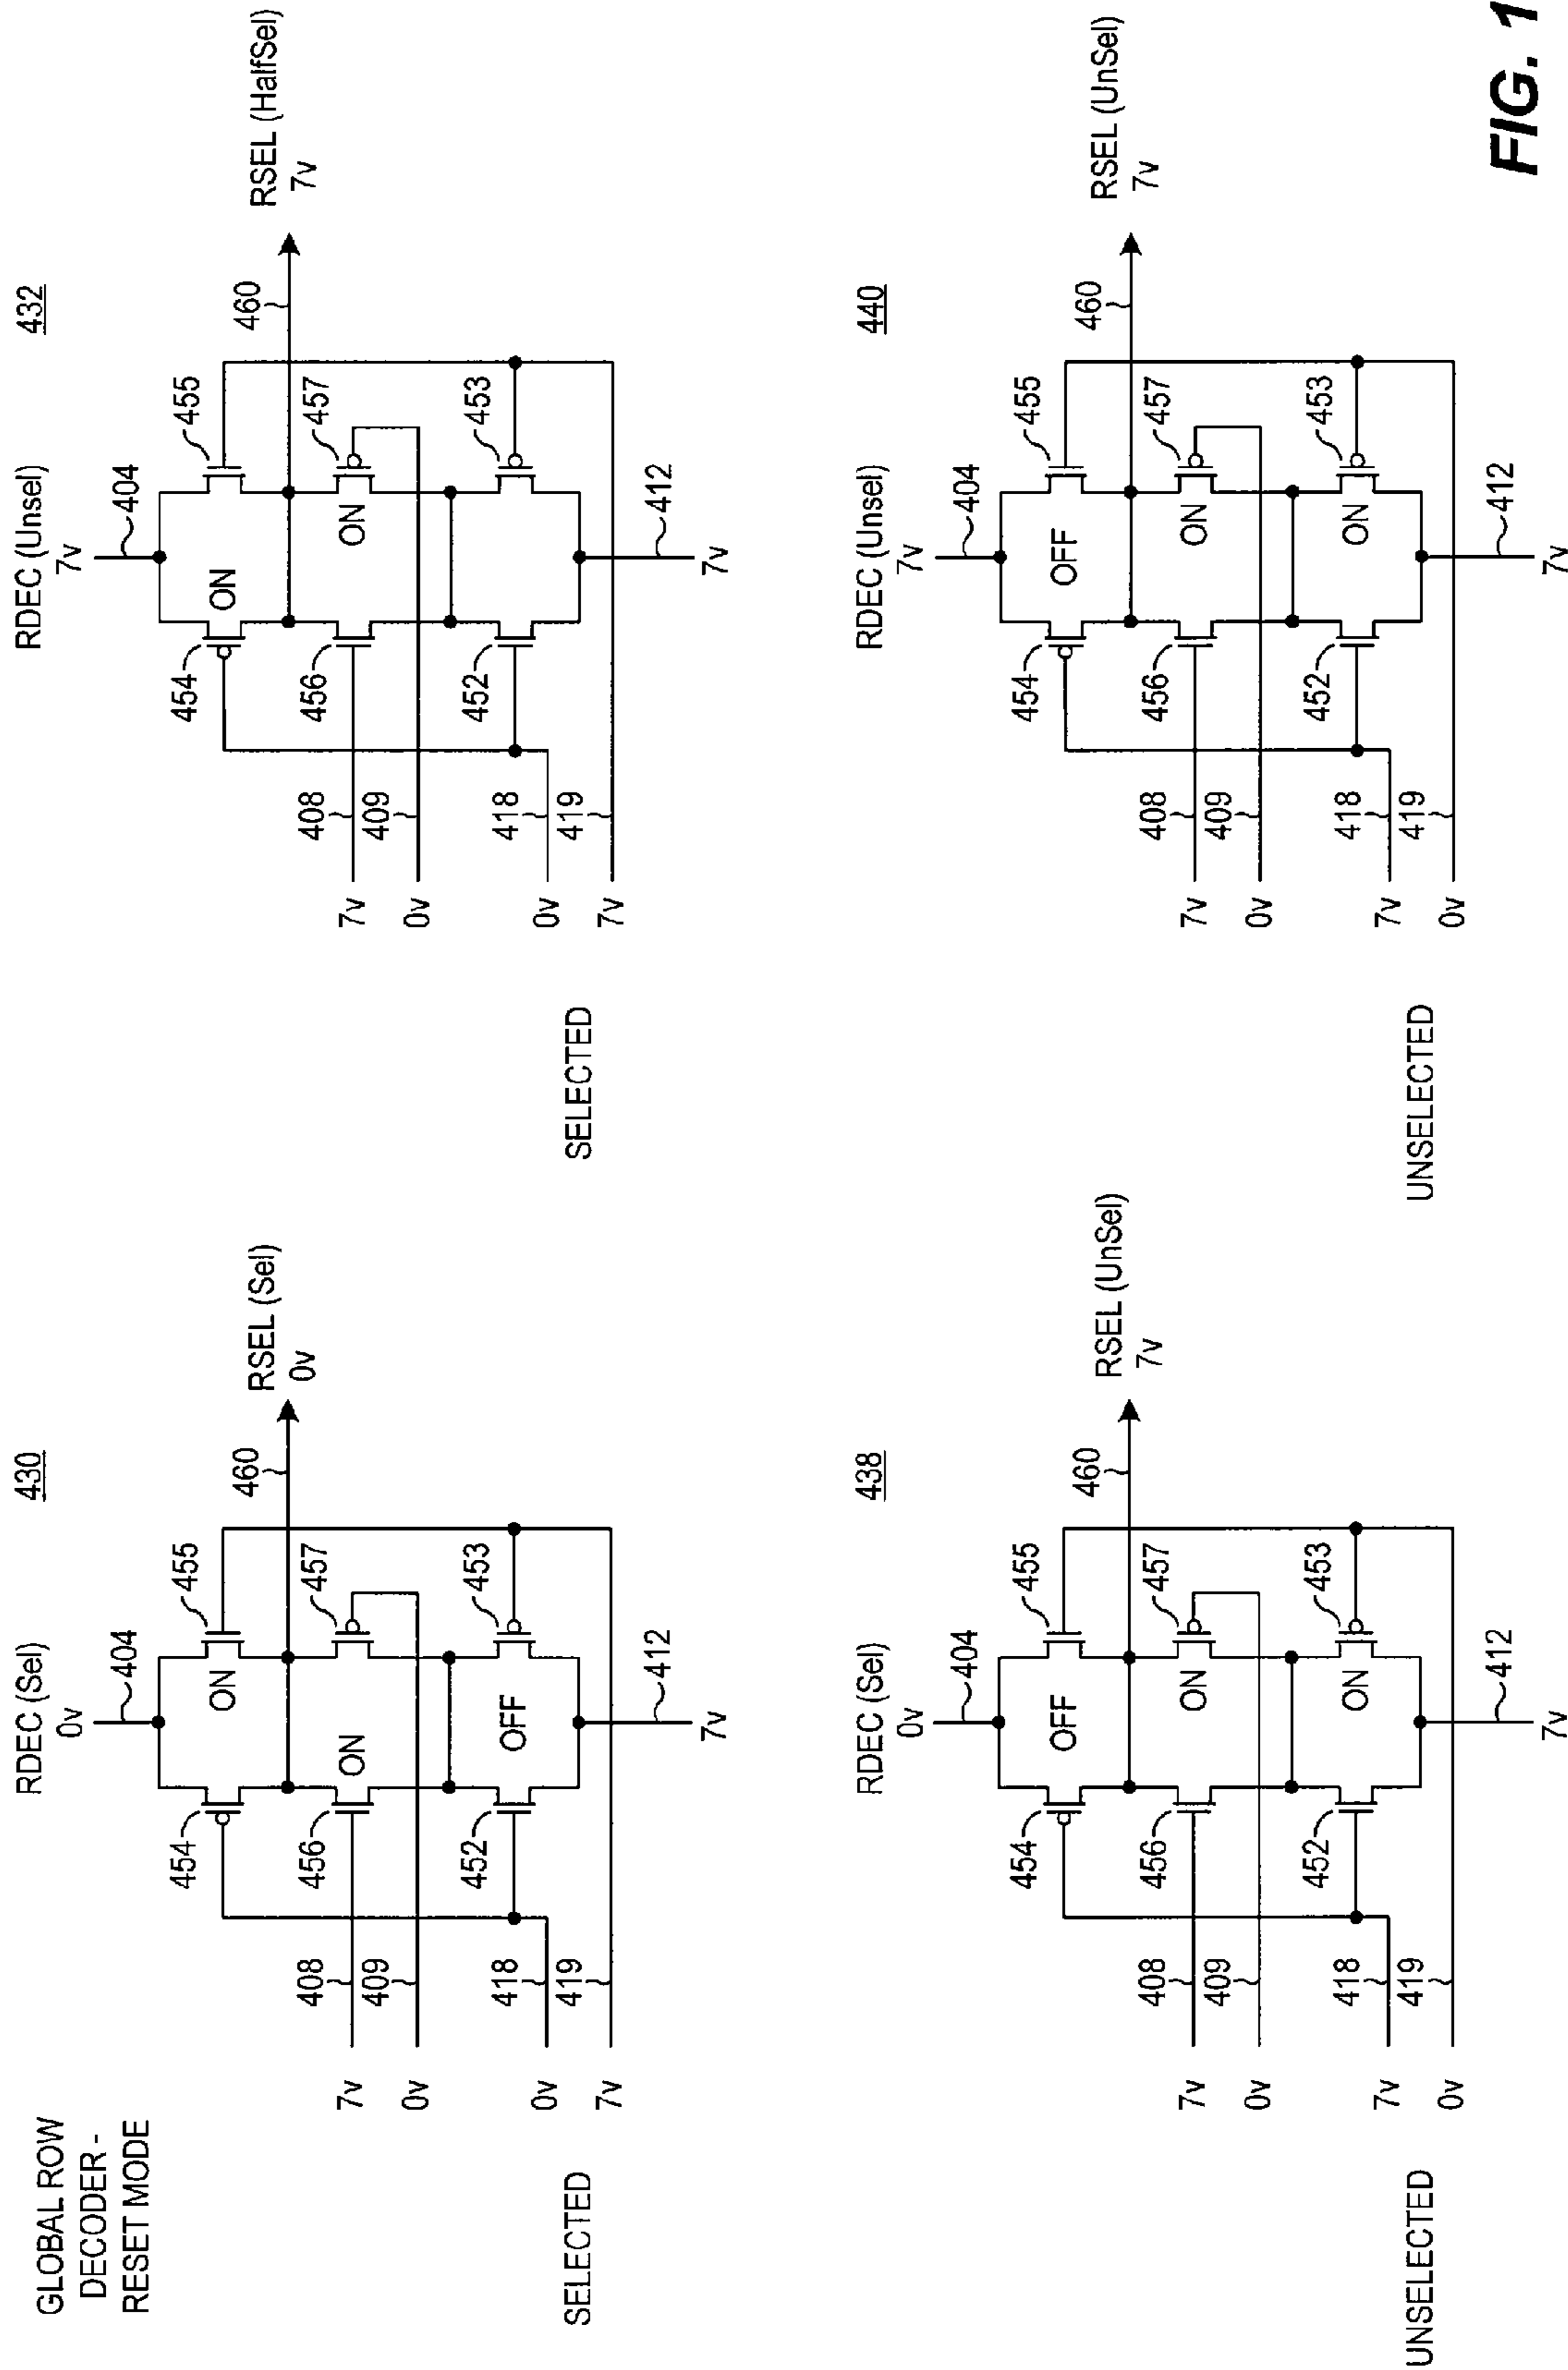 GLOBAL ROW
DECODER -
RESET MODE
RDEC (Sel)
0v
430
404
454
455
ON
460
RSEL (Sel)
0v
456
457
ON
408
7v
409
0v
452
453
OFF
418
0v
419
7v
412
7v
SELECTED
RDEC (Unsel)
7v
432
404
454
455
ON
460
RSEL (HalfSel)
7v
456
457
ON
408
7v
409
0v
452
453
418
0v
419
7v
412
7v
SELECTED
RDEC (Sel)
0v
438
404
454
455
OFF
460
RSEL (UnSel)
7v
456
457
ON
408
7v
409
0v
452
453
ON
418
7v
419
0v
412
7v
UNSELECTED
RDEC (Unsel)
7v
440
404
454
455
OFF
460
RSEL (UnSel)
7v
456
457
ON
408
7v
409
0v
452
453
ON
418
7v
419
0v
412
7v
UNSELECTED
FIG. 1